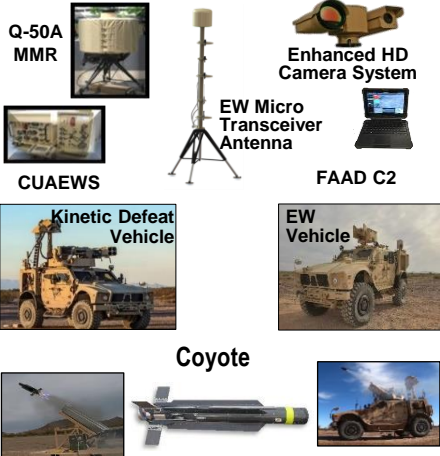 Q-50A
MMR
Enhanced HD
Camera System
EW Micro
Transceiver
Antenna
CUAEWS
FAAD C2
Kinetic Defeat
Vehicle
EW
Vehicle
Coyote